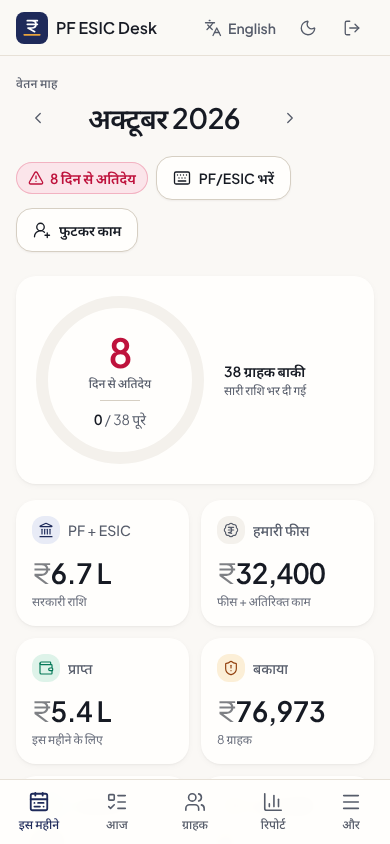 PF ESIC Desk
English
वेतन माह
अक्टूबर 2026
8 दिन से अतिदेय
PF/ESIC भरें
फुटकर काम
8
दिन से अतिदेय
0 / 38 पूरे
38 ग्राहक बाकी
सारी राशि भर दी गई
PF + ESIC
₹6.7 L
सरकारी राशि
हमारी फीस
₹32,400
फीस + अतिरिक्त काम
प्राप्त
₹5.4 L
इस महीने के लिए
बकाया
₹76,973
8 ग्राहक
इस महीने
आज
ग्राहक
रिपोर्ट
और